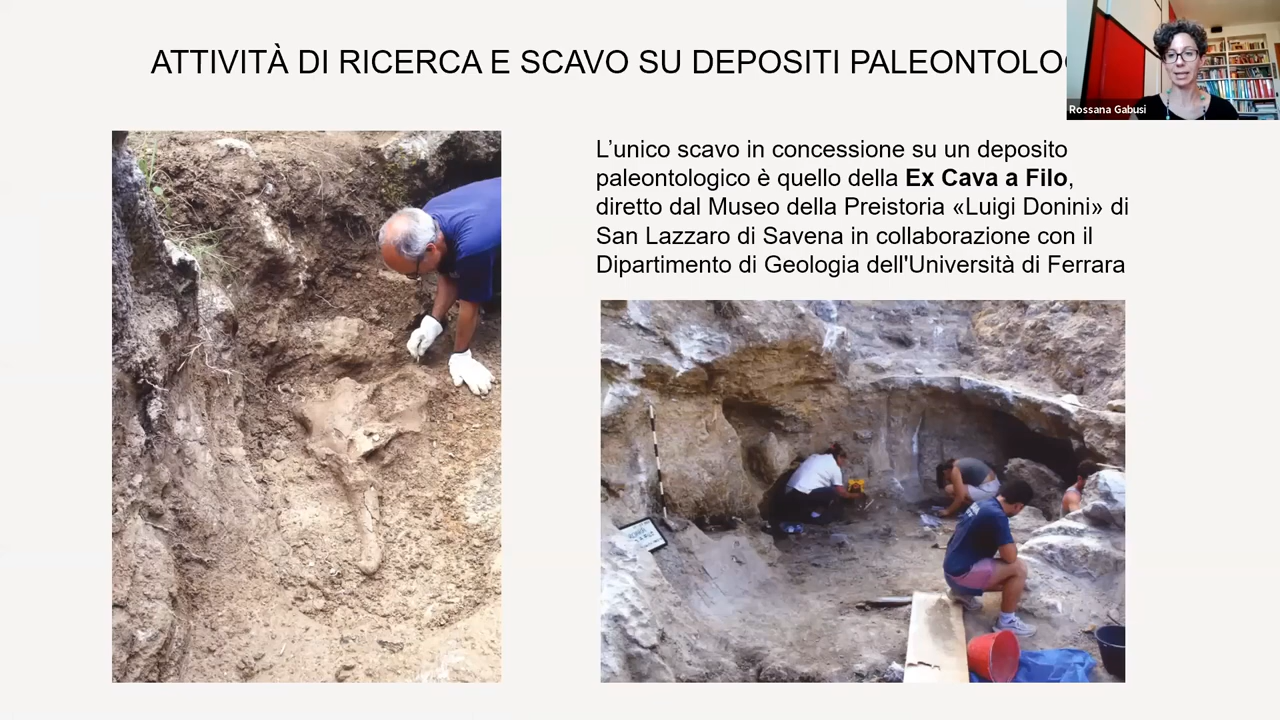 ATTIVITÀ DI RICERCA E SCAVO SU DEPOSITI
Rossana Gabusi
L’unico scavo in concessione su un deposito
paleontologico è quello della Ex Cava a Filo,
diretto dal Museo della Preistoria «Luigi Donini» di
San Lazzaro di Savena in collaborazione con il
Dipartimento di Geologia dell'Università di Ferrara